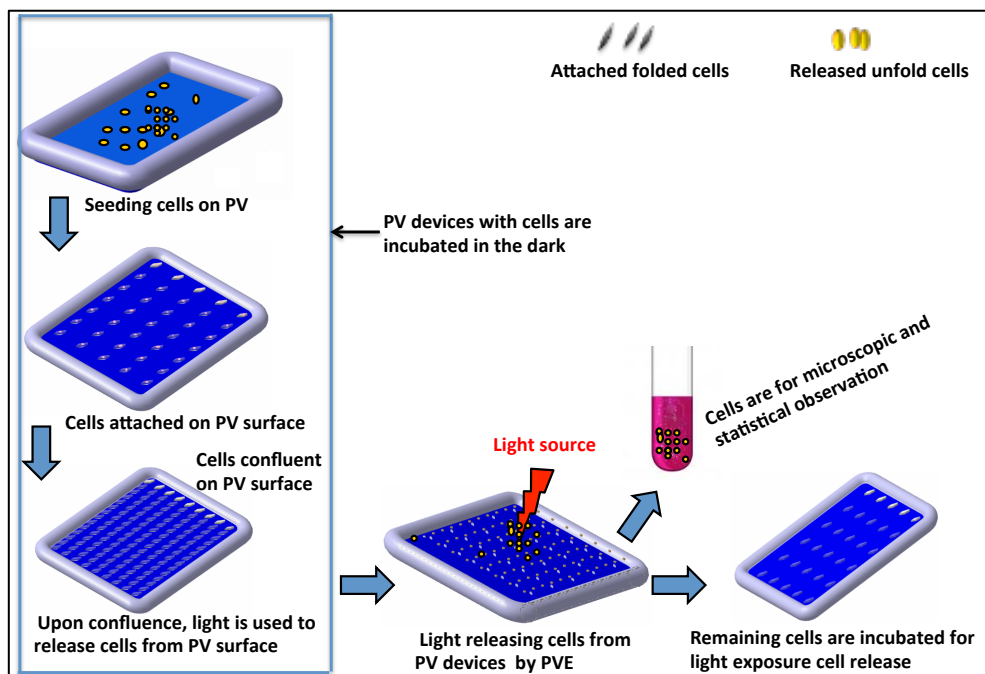 Attached folded cells
Released unfold cells
Seeding cells on PV
PV devices with cells are
incubated in the dark
Cells attached on PV surface
Cells confluent
on PV surface
Upon confluence, light is used to
release cells from PV surface
Light source
Light releasing cells from
PV devices by PVE
Cells are for microscopic and
statistical observation
Remaining cells are incubated for
light exposure cell release